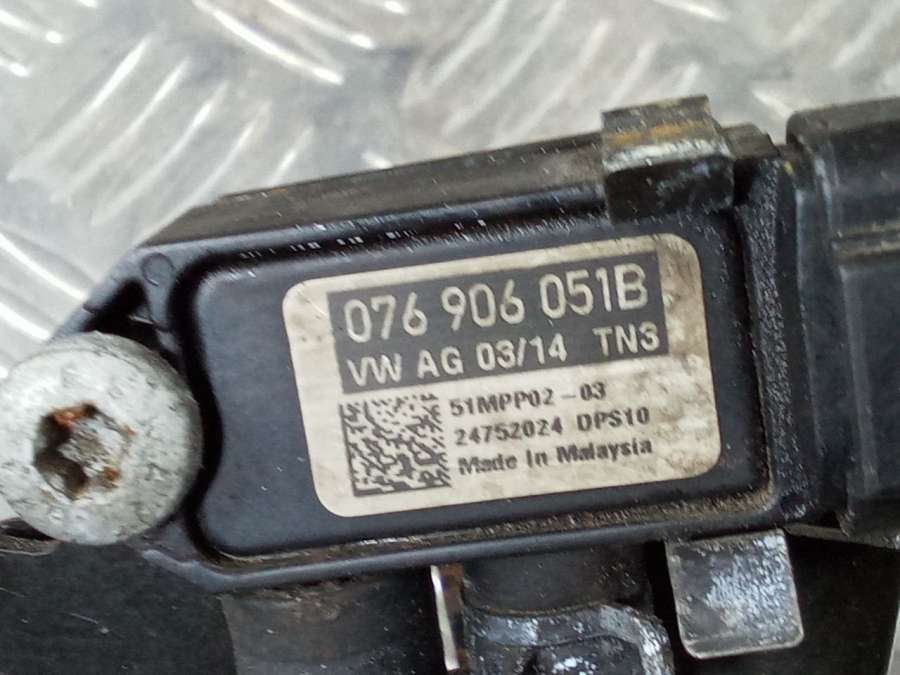 076 906 051B
VW AG 03/14 TN3
51MPP02-03
24752024 DPS10
Made In Malaysia